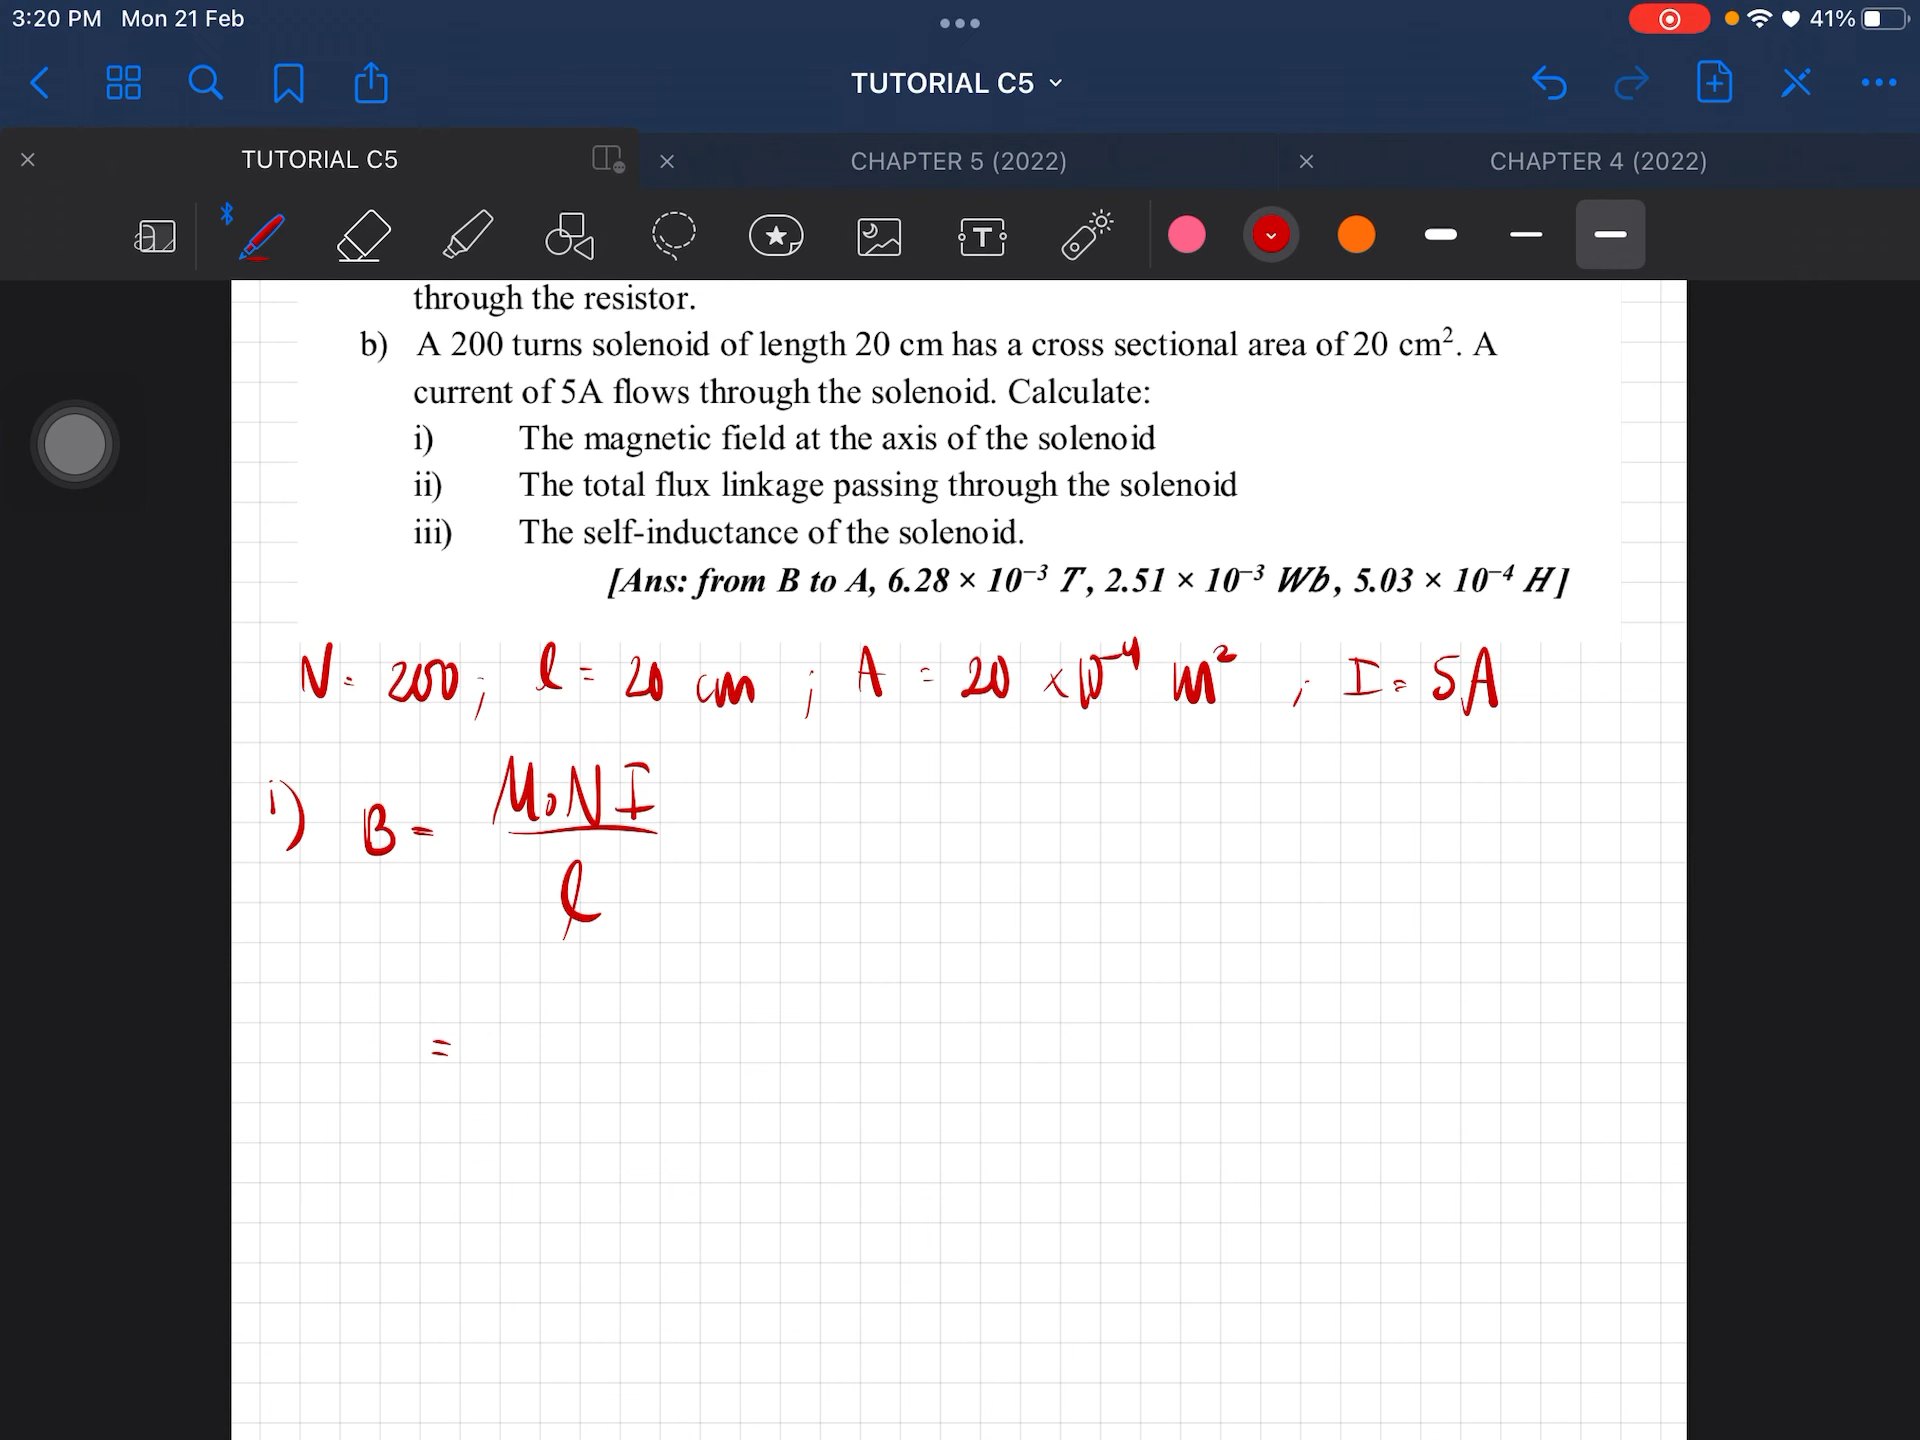 3:20 PM Mon 21 Feb
41%
TUTORIAL C5
TUTORIAL C5
CHAPTER 5 (2022)
CHAPTER 4 (2022)
through the resistor.
b) A 200 turns solenoid of length 20 cm has a cross sectional area of 20 cm². A
current of 5A flows through the solenoid. Calculate:
i) The magnetic field at the axis of the solenoid
ii) The total flux linkage passing through the solenoid
iii) The self-inductance of the solenoid.
[Ans: from B to A, 6.28 × 10⁻³ T, 2.51 × 10⁻³ Wb, 5.03 × 10⁻⁴ H]
N = 200 ; l = 20 cm ; A = 20 × 10⁻⁴ m² ; I = 5A
i) B = μ₀NI
l
=